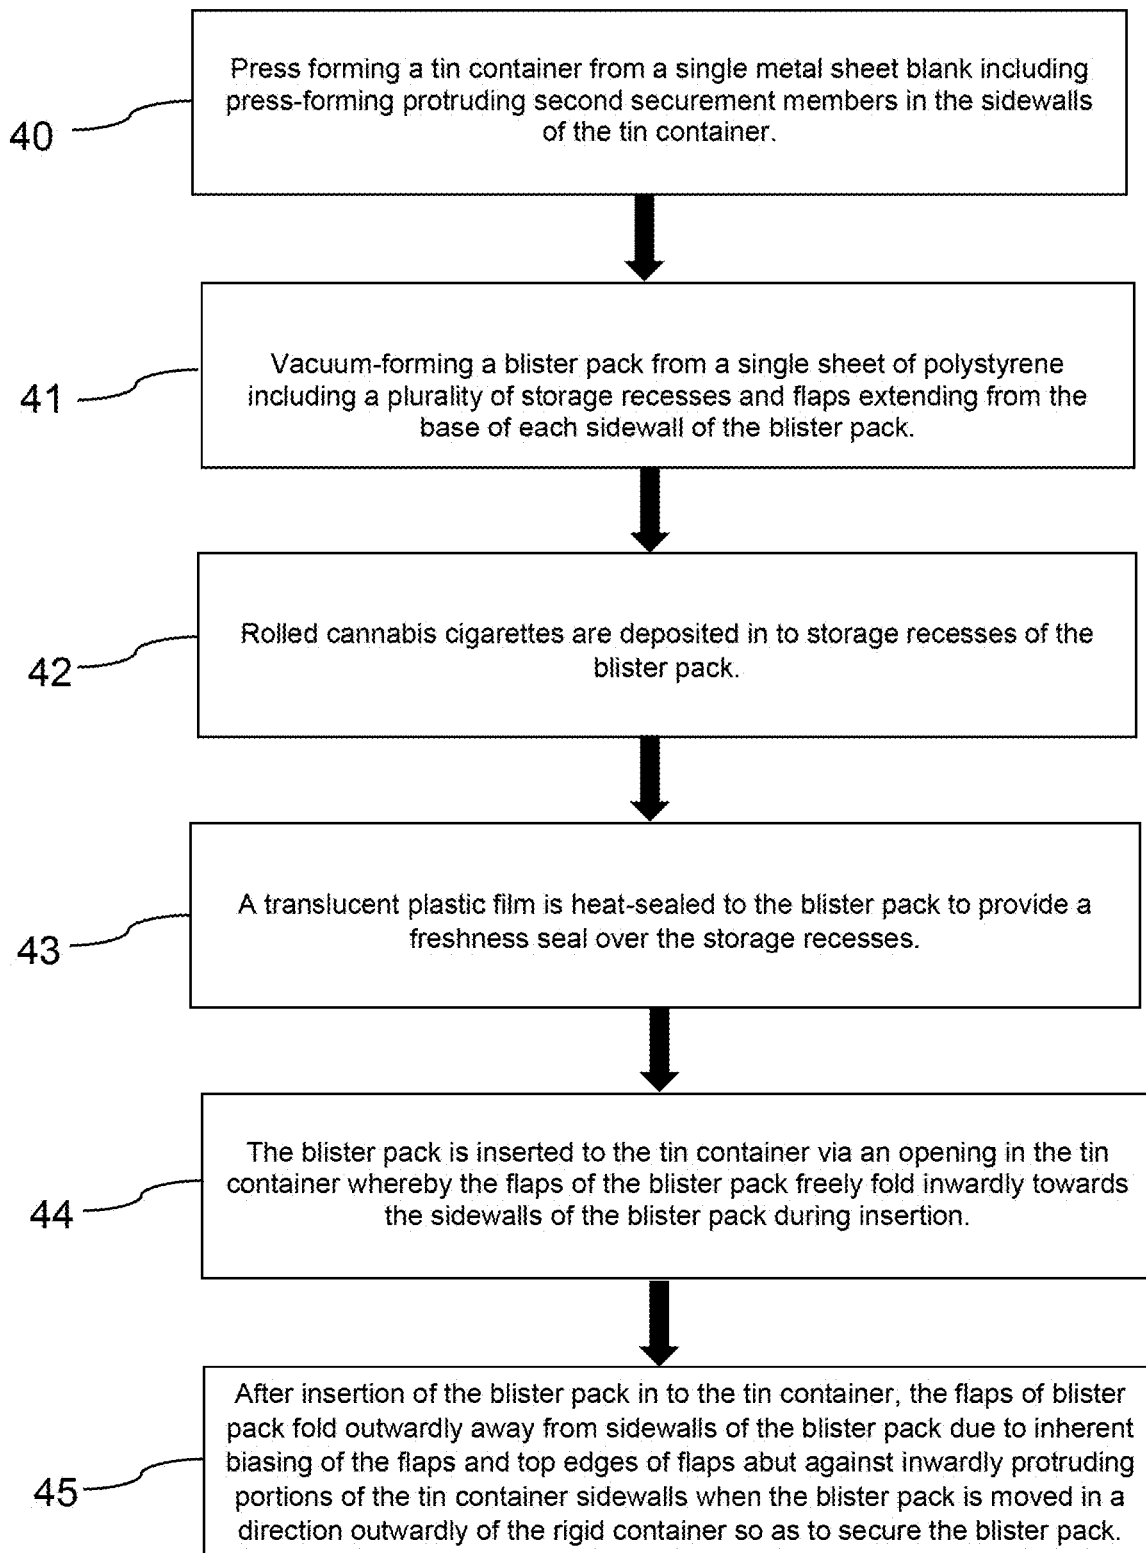 40
Press forming a tin container from a single metal sheet blank including
press-forming protruding second securement members in the sidewalls
of the tin container.
41
Vacuum-forming a blister pack from a single sheet of polystyrene
including a plurality of storage recesses and flaps extending from the
base of each sidewall of the blister pack.
42
Rolled cannabis cigarettes are deposited in to storage recesses of the
blister pack.
43
A translucent plastic film is heat-sealed to the blister pack to provide a
freshness seal over the storage recesses.
44
The blister pack is inserted to the tin container via an opening in the tin
container whereby the flaps of the blister pack freely fold inwardly towards
the sidewalls of the blister pack during insertion.
45
After insertion of the blister pack in to the tin container, the flaps of blister
pack fold outwardly away from sidewalls of the blister pack due to inherent
biasing of the flaps and top edges of flaps abut against inwardly protruding
portions of the tin container sidewalls when the blister pack is moved in a
direction outwardly of the rigid container so as to secure the blister pack.